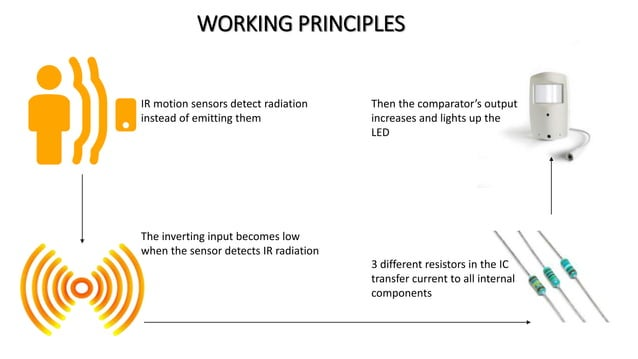 WORKING PRINCIPLES
IR motion sensors detect radiation
instead of emitting them
Then the comparator’s output
increases and lights up the
LED
The inverting input becomes low
when the sensor detects IR radiation
3 different resistors in the IC
transfer current to all internal
components